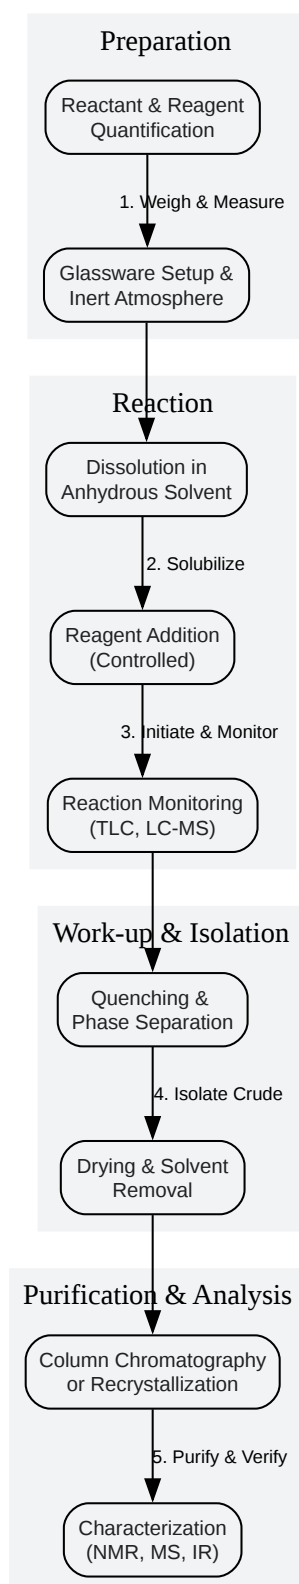 Preparation
Reactant & Reagent
Quantification
1. Weigh & Measure
Glassware Setup &
Inert Atmosphere
Reaction
Dissolution in
Anhydrous Solvent
2. Solubilize
Reagent Addition
(Controlled)
3. Initiate & Monitor
Reaction Monitoring
(TLC, LC-MS)
Work-up & Isolation
Quenching &
Phase Separation
4. Isolate Crude
Drying & Solvent
Removal
Purification & Analysis
Column Chromatography
or Recrystallization
5. Purify & Verify
Characterization
(NMR, MS, IR)